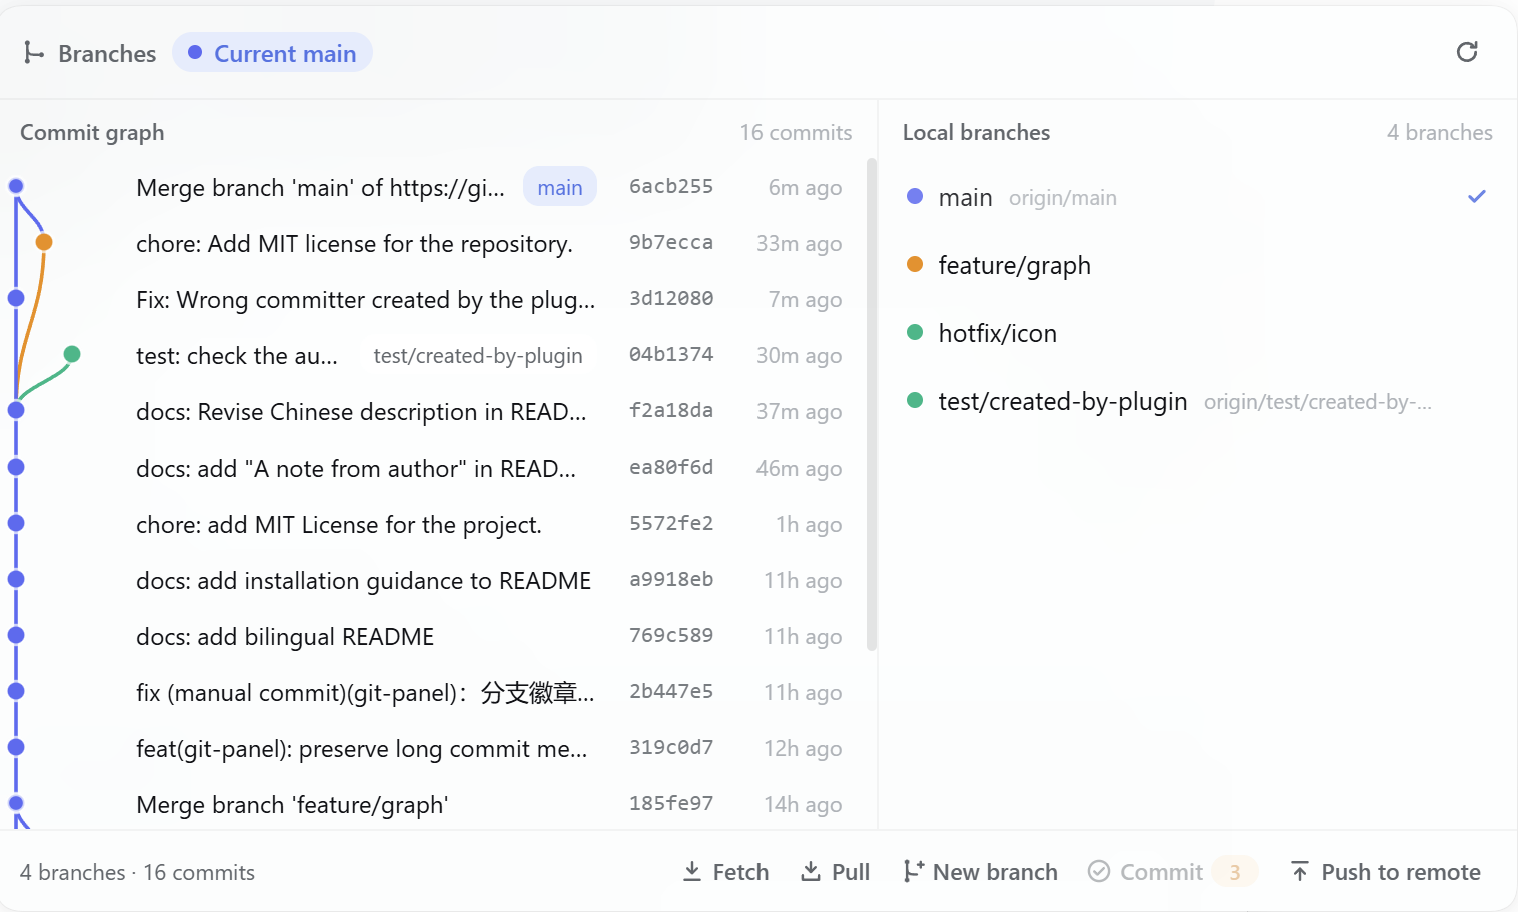 Branches Current main
Commit graph 16 commits
Merge branch 'main' of https://gi... main 6acb255 6m ago
chore: Add MIT license for the repository. 9b7ecca 33m ago
Fix: Wrong committer created by the plug... 3d12080 7m ago
test: check the au... test/created-by-plugin 04b1374 30m ago
docs: Revise Chinese description in READ... f2a18da 37m ago
docs: add "A note from author" in READ... ea80f6d 46m ago
chore: add MIT License for the project. 5572fe2 1h ago
docs: add installation guidance to README a9918eb 11h ago
docs: add bilingual README 769c589 11h ago
fix (manual commit)(git-panel)：分支徽章... 2b447e5 11h ago
feat(git-panel): preserve long commit me... 319c0d7 12h ago
Merge branch 'feature/graph' 185fe97 14h ago
Local branches 4 branches
main origin/main
feature/graph
hotfix/icon
test/created-by-plugin origin/test/created-by-...
4 branches · 16 commits Fetch Pull New branch Commit 3 Push to remote